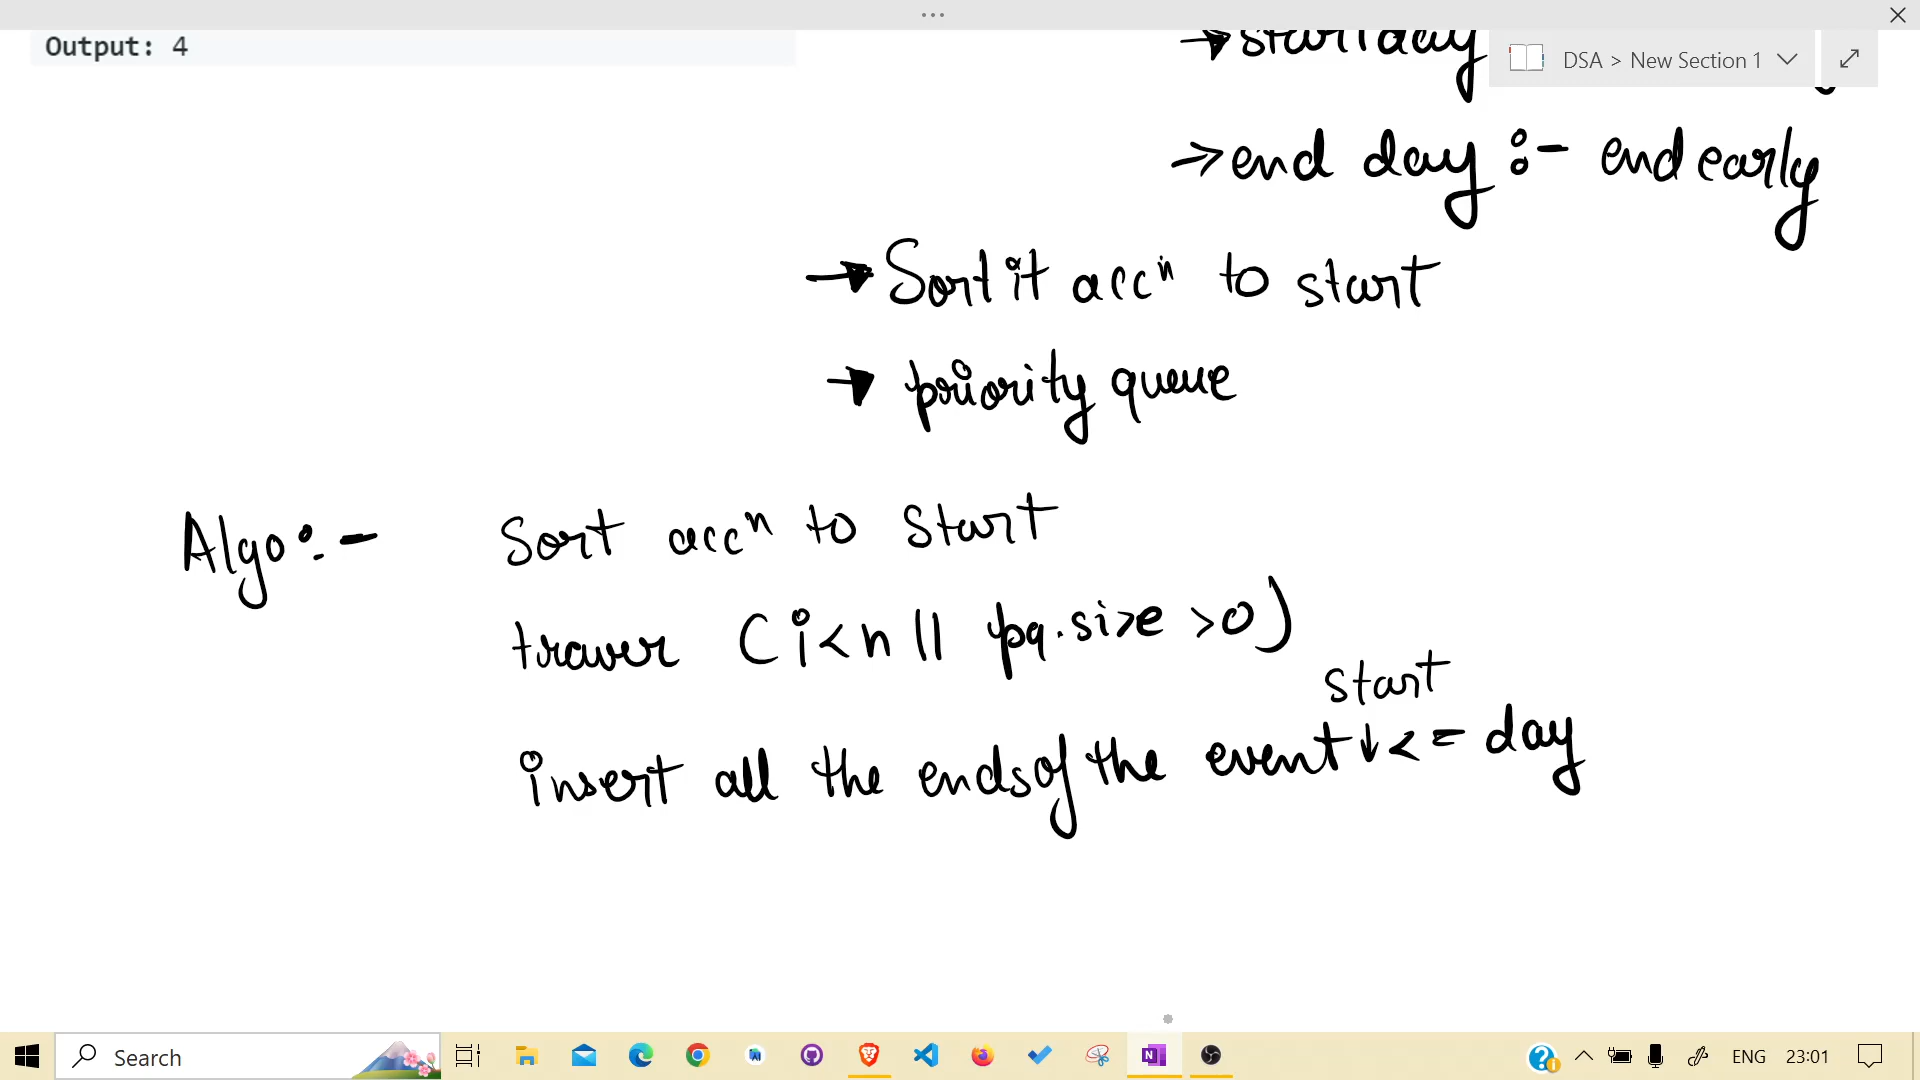 Output: 4
→ startday
DSA > New Section 1
→ end day :- end early
→ Sort it accⁿ to start
→ priority queue
Algo :- Sort accⁿ to Start
traver ( i < n || pq.size > 0 )
start
insert all the ends of the event ↓ < = day
Search
ENG 23:01